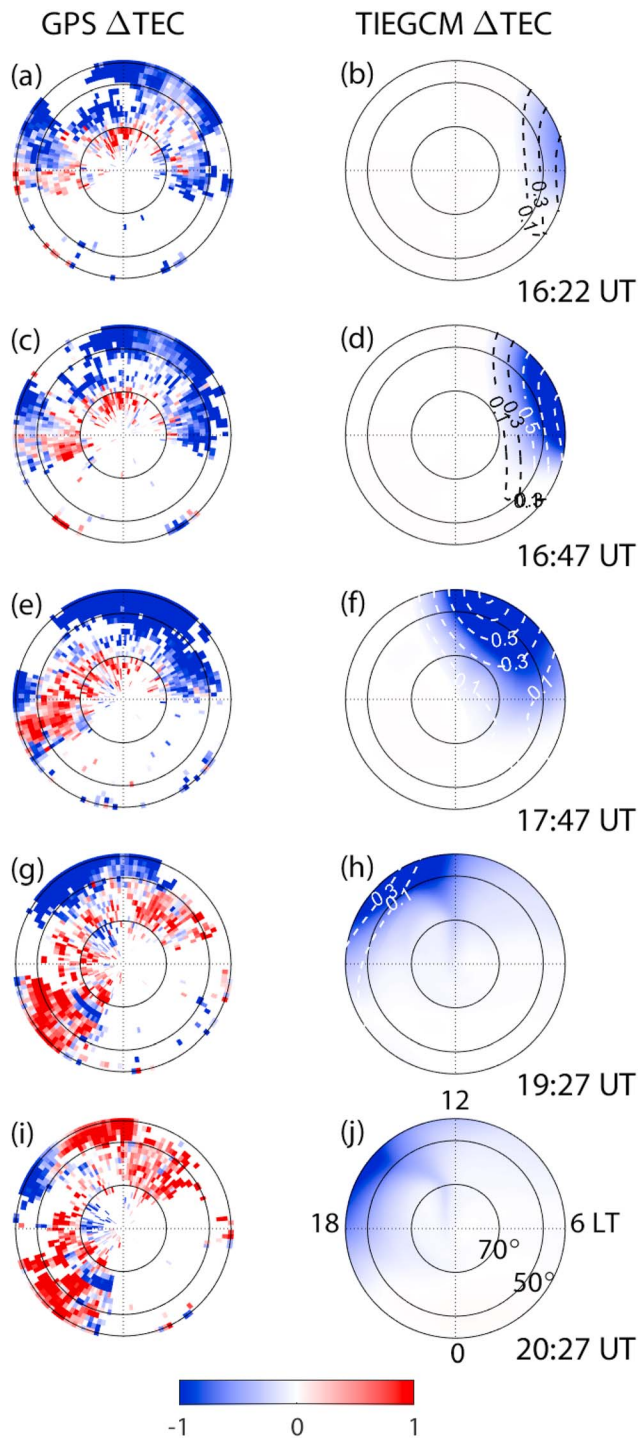 GPS ΔTEC TIEGCM ΔTEC
(a) (b)
0.3
0.1
16:22 UT
(c) (d)
0.1 0.3 0.5
16:47 UT
(e) (f)
0.5
0.3
0.1 0.1
17:47 UT
(g) (h)
0.3 0.1
19:27 UT
12
(i) (j)
18 6 LT
70°
50°
0 20:27 UT
-1 0 1